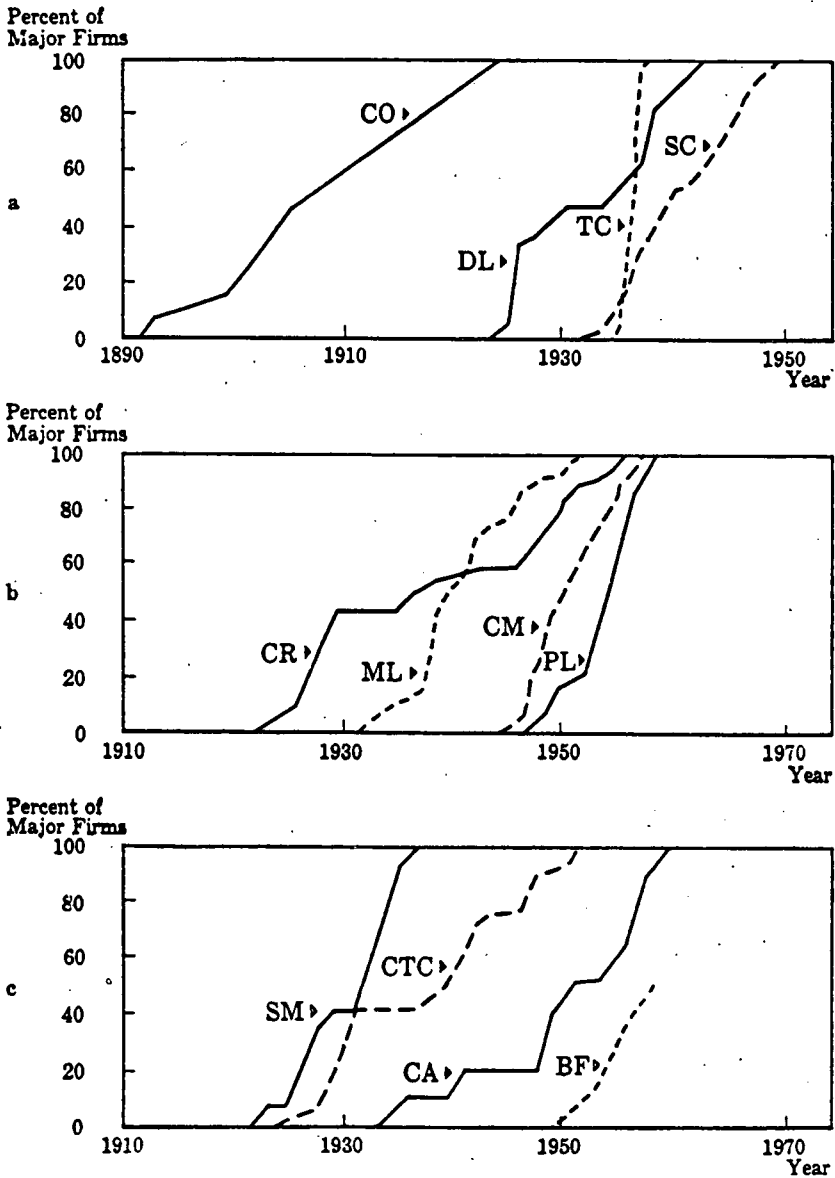 Percent of
Major Firms
100
80
60
40
20
0
a
CO
DL
TC
SC
1890
1910
1930
1950
Year
Percent of
Major Firms
100
80
60
40
20
0
b
CR
ML
CM
PL
1910
1930
1950
1970
Year
Percent of
Major Firms
100
80
60
40
20
0
c
SM
CTC
CA
BF
1910
1930
1950
1970
Year